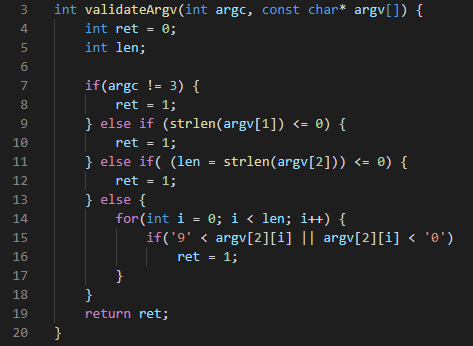 3 int validateArgv(int argc, const char* argv[]) {
4     int ret = 0;
5     int len;
6
7     if(argc != 3) {
8         ret = 1;
9     } else if (strlen(argv[1]) <= 0) {
10         ret = 1;
11     } else if( (len = strlen(argv[2])) <= 0) {
12         ret = 1;
13     } else {
14         for(int i = 0; i < len; i++) {
15             if('9' < argv[2][i] || argv[2][i] < '0')
16                 ret = 1;
17         }
18     }
19     return ret;
20 }